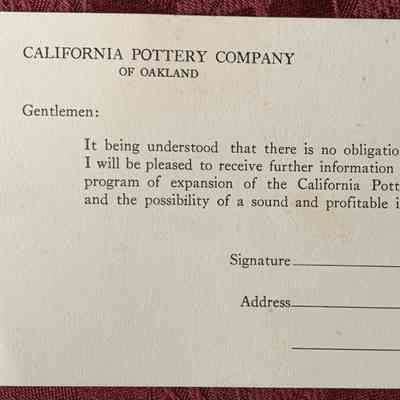 CALIFORNIA POTTERY COMPANY
OF OAKLAND
Gentlemen:
It being understood that there is no obligatio
I will be pleased to receive further information
program of expansion of the California Pott
and the possibility of a sound and profitable i
Signature
Address